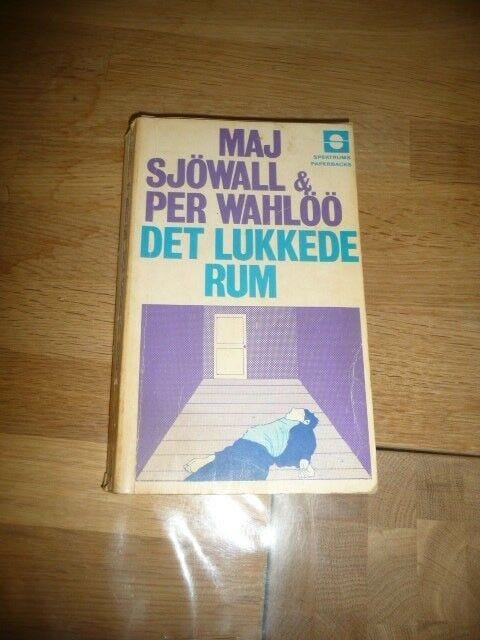 MAJ
SJÖWALL &
PER WAHLÖÖ
DET LUKKEDE
RUM
SPEKTRUMS
PAPERBACKS